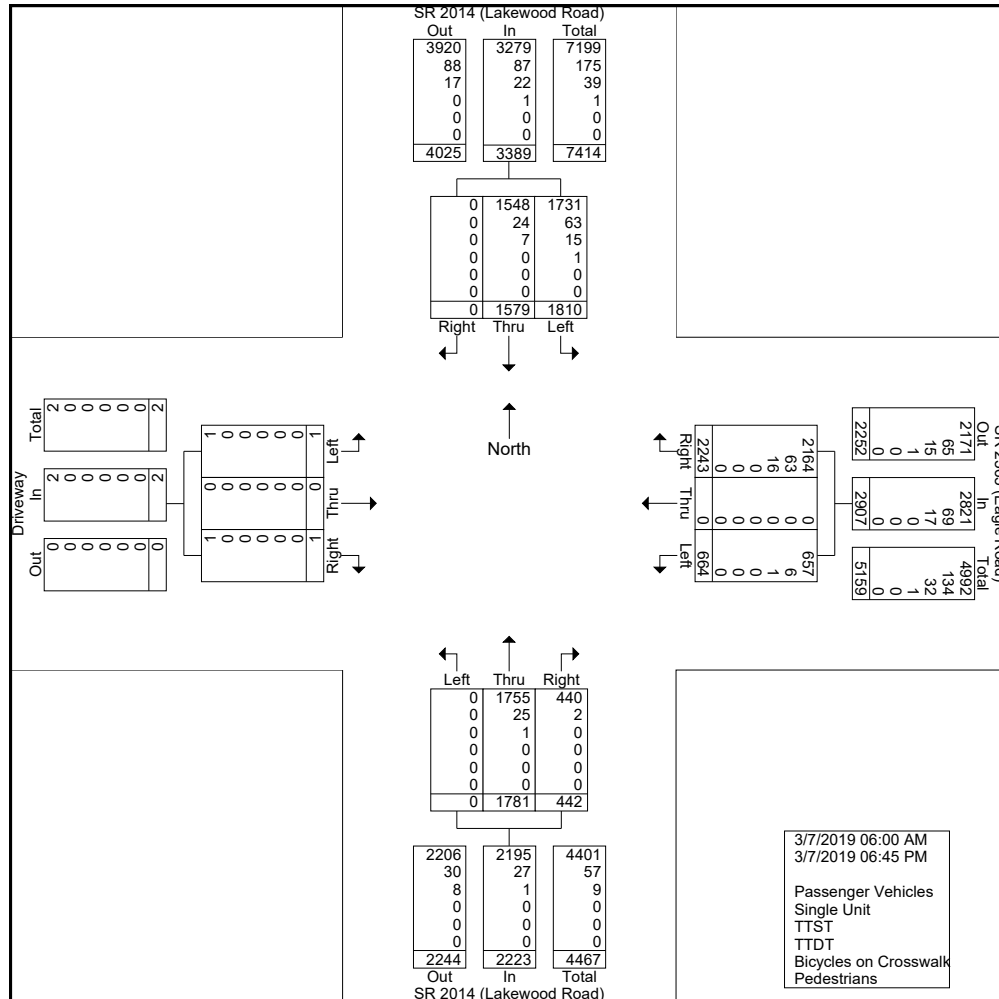 SR 2014 (Lakewood Road)
Out In Total
3920 3279 7199
88 87 175
17 22 39
0 1 1
0 0 0
0 0 0
4025 3389 7414
0 1548 1731
0 24 63
0 7 15
0 0 1
0 0 0
0 0 0
0 1579 1810
Right Thru Left
North
Driveway
Total
2 0 0 0 0 0 2
In
2 0 0 0 0 0 2
Out
0 0 0 0 0 0 0
Left
1 0 0 0 0 0 1
Thru
0 0 0 0 0 0 0
Right
1 0 0 0 0 0 1
Right
2164
63
16
0
0
0
2243
Thru
0
0
0
0
0
0
0
Left
657
6
1
0
0
0
664
(Eagle Road)
Out
2171
65
15
1
0
0
2252
In
2821
69
17
0
0
0
2907
Total
4992
134
32
1
0
0
5159
Left Thru Right
0 1755 440
0 25 2
0 1 0
0 0 0
0 0 0
0 0 0
0 1781 442
2206 2195 4401
30 27 57
8 1 9
0 0 0
0 0 0
0 0 0
2244 2223 4467
Out In Total
SR 2014 (Lakewood Road)
3/7/2019 06:00 AM
3/7/2019 06:45 PM
Passenger Vehicles
Single Unit
TTST
TTDT
Bicycles on Crosswalk
Pedestrians